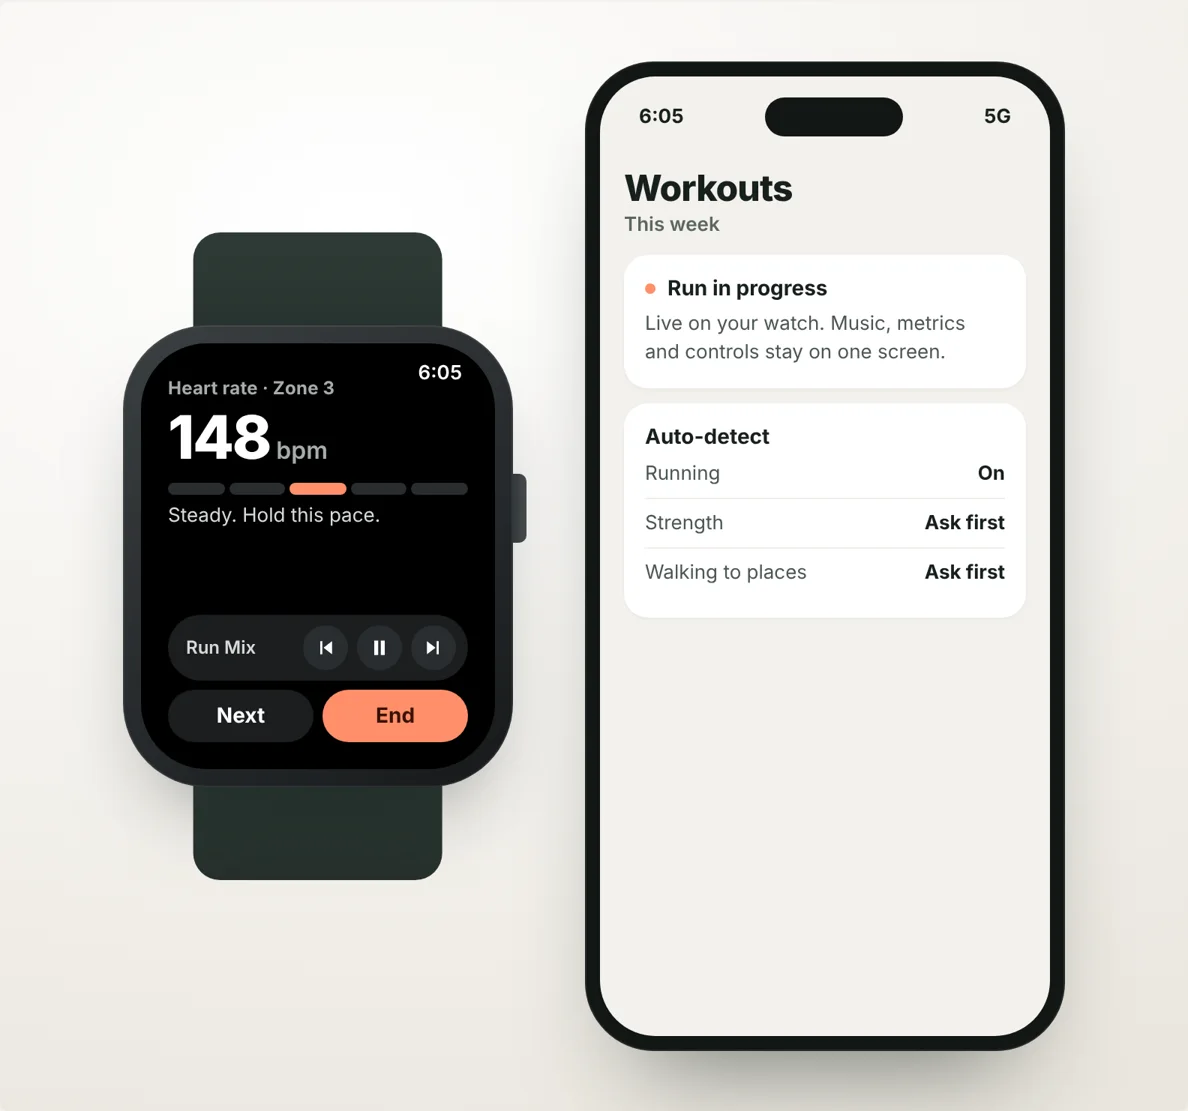 6:05
Heart rate · Zone 3
148 bpm
Steady. Hold this pace.
Run Mix
Next
End
6:05
5G
Workouts
This week
Run in progress
Live on your watch. Music, metrics
and controls stay on one screen.
Auto-detect
Running
On
Strength
Ask first
Walking to places
Ask first